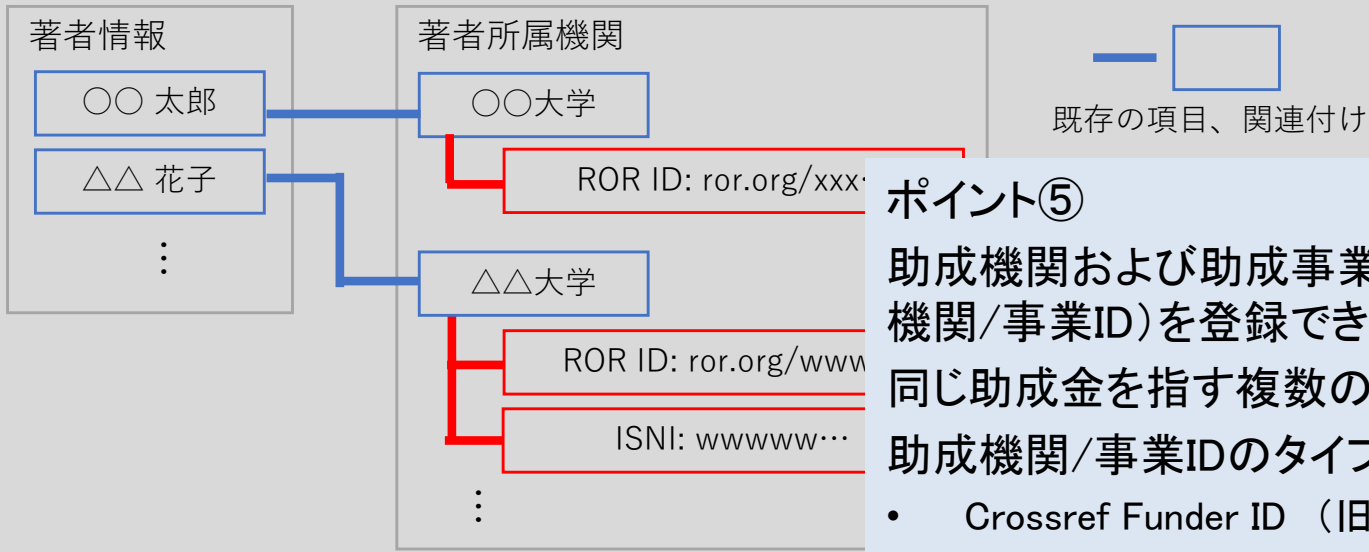 著者情報
〇〇 太郎
△△ 花子
⋮
著者所属機関
〇〇大学
ROR ID: ror.org/xxx
△△大学
ROR ID: ror.org/www
ISNI: wwwww…
⋮
既存の項目、関連付け
ポイント⑤
助成機関および助成事業
機関/事業ID）を登録でき
同じ助成金を指す複数の
助成機関/事業IDのタイプ
• Crossref Funder ID （旧